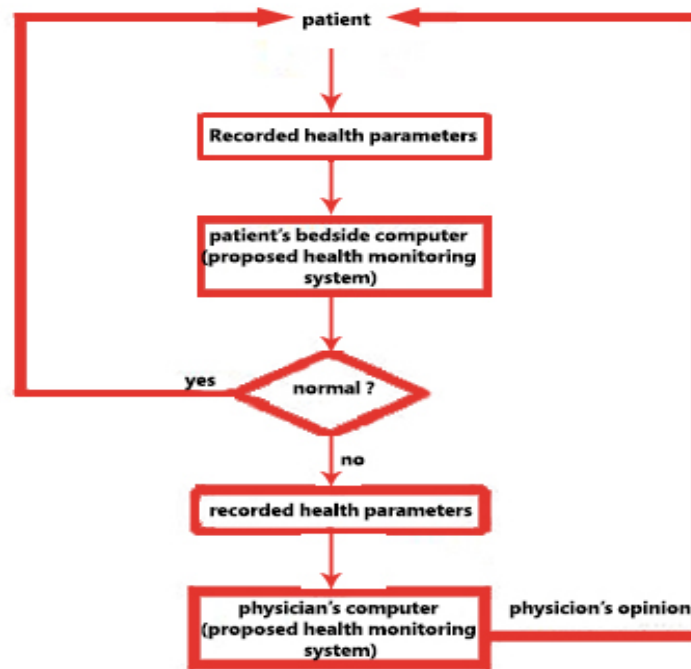 patient
Recorded health parameters
patient's bedside computer
(proposed health monitoring
system)
normal ?
yes
no
recorded health parameters
physician's computer
(proposed health monitoring
system)
physicion's opinion